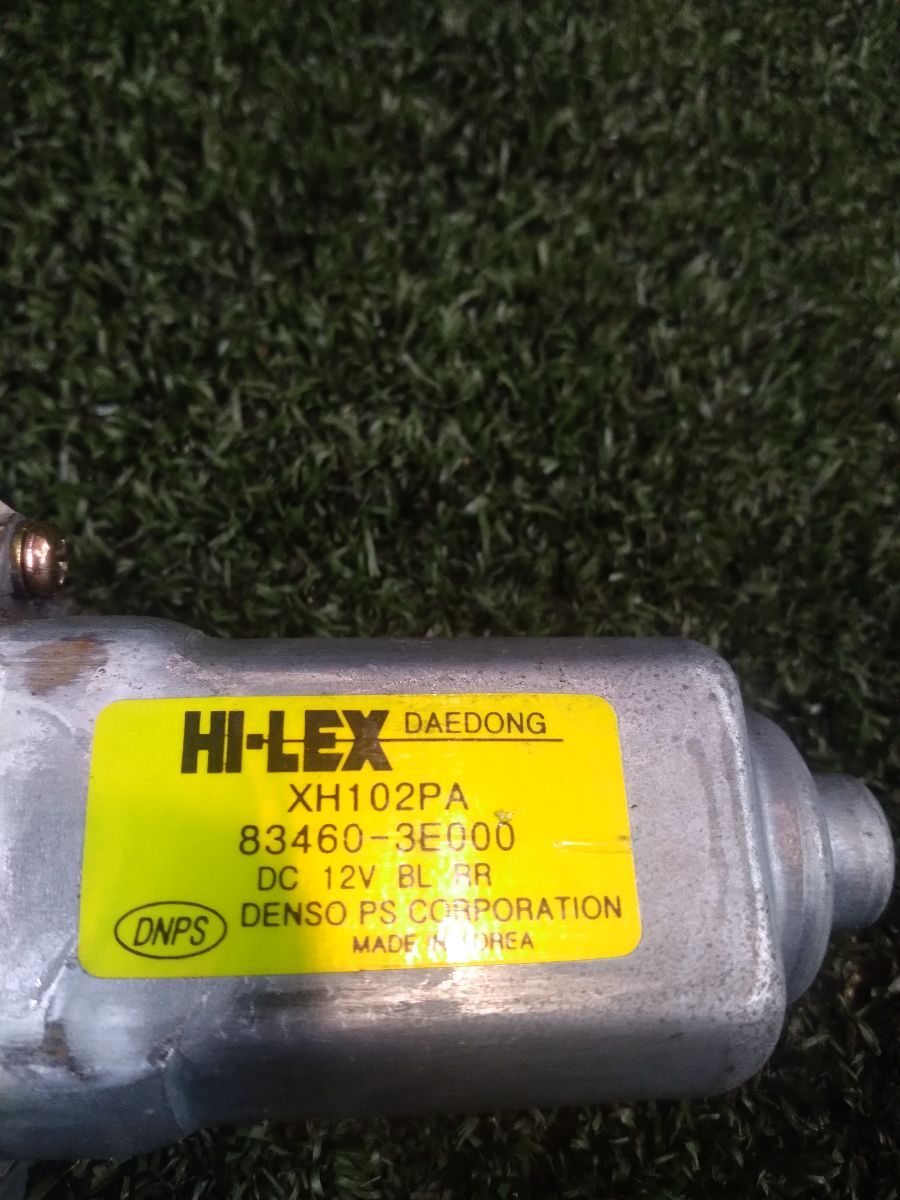 HI-LEX DAEDONG
XH102PA
83460-3E000
DC 12V BL RR
DNPS DENSO PS CORPORATION
MADE IN KOREA